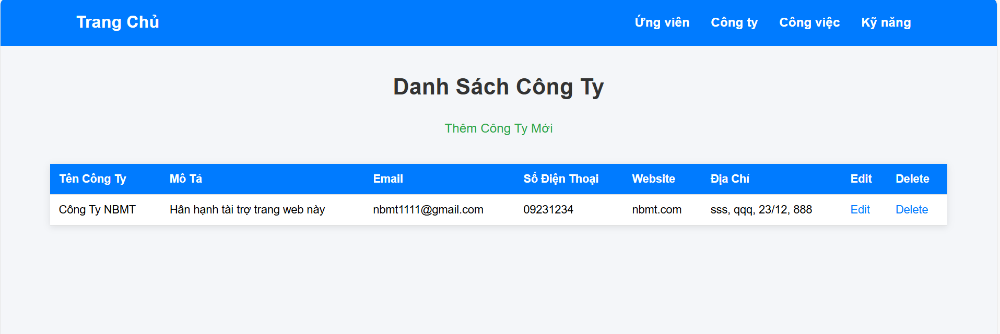 Trang Chủ Ứng viên Công ty Công việc Kỹ năng
Danh Sách Công Ty
Thêm Công Ty Mới
Tên Công Ty Mô Tả Email Số Điện Thoại Website Địa Chỉ Edit Delete
Công Ty NBMT Hân hạnh tài trợ trang web này nbmt1111@gmail.com 09231234 nbmt.com sss, qqq, 23/12, 888 Edit Delete